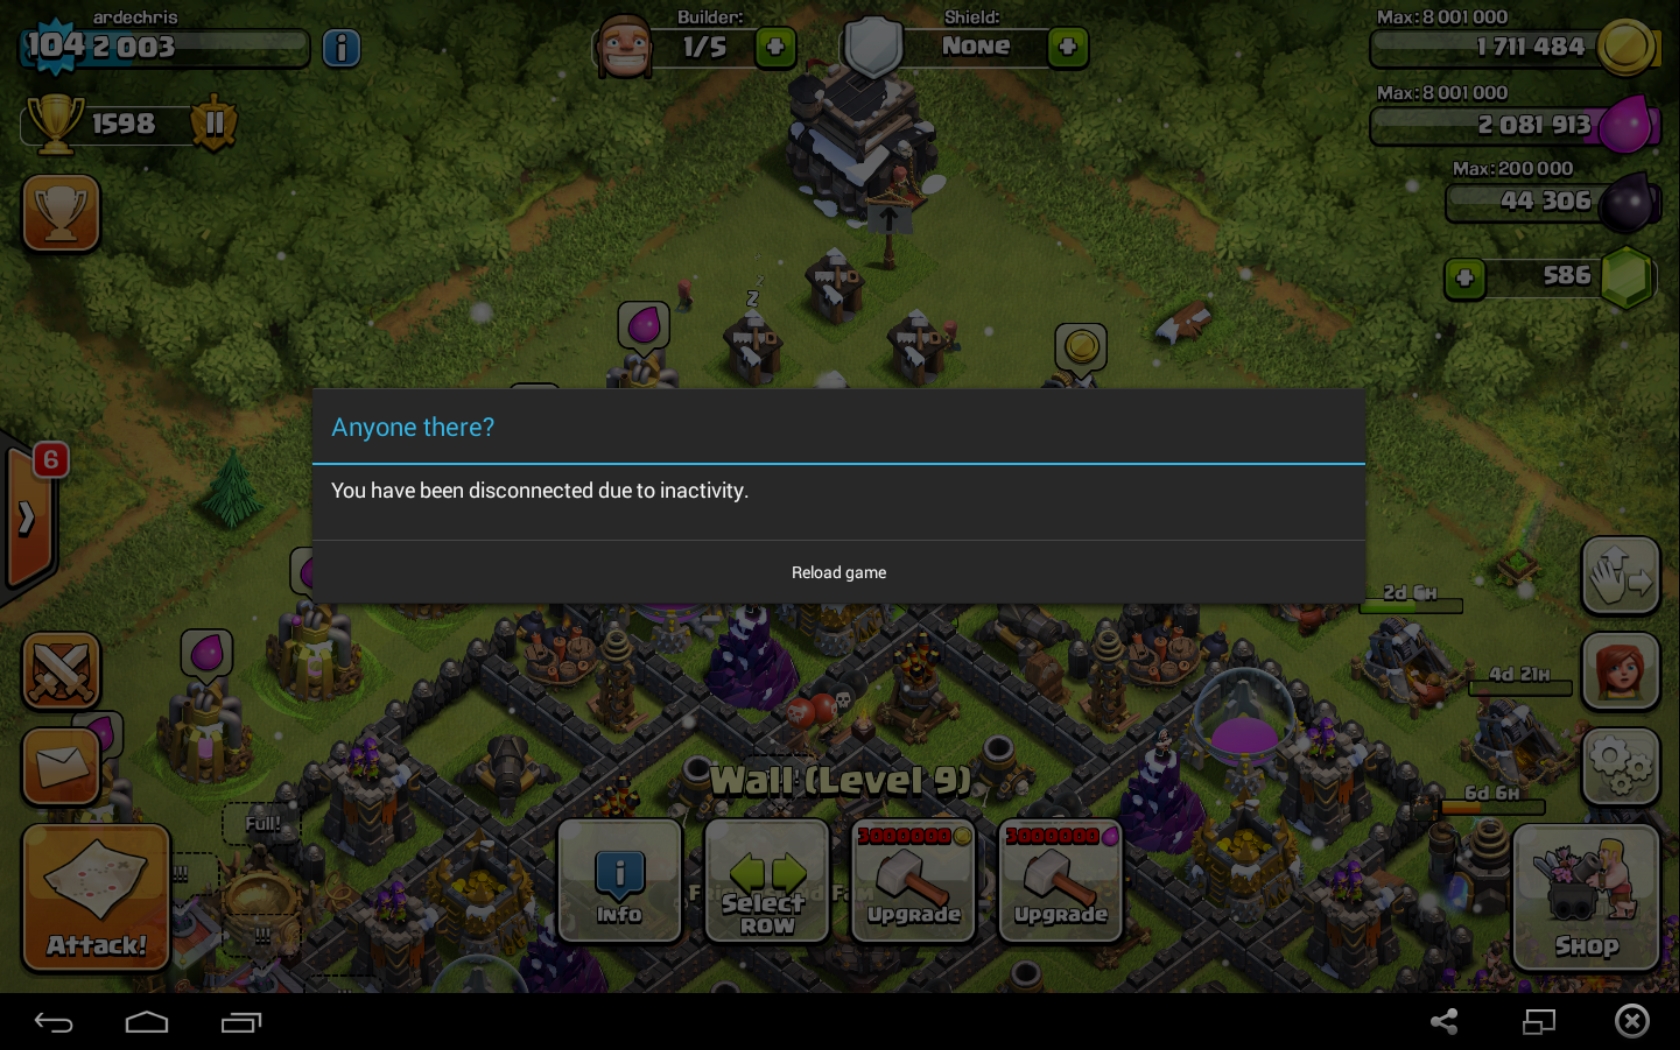 ardechris
104
2 003
Builder:
1/5
Shield:
None
Max: 8 001 000
1 711 484
Max: 8 001 000
2 081 913
Max: 200 000
44 306
586
1598
II
z
z
6
Anyone there?
You have been disconnected due to inactivity.
Reload game
2d 6H
4d 21H
6d 6H
Wall (Level 9)
Full!
!!!
!!!
!!!
Info
Select
Row
3000000
Upgrade
3000000
Upgrade
Attack!
Shop